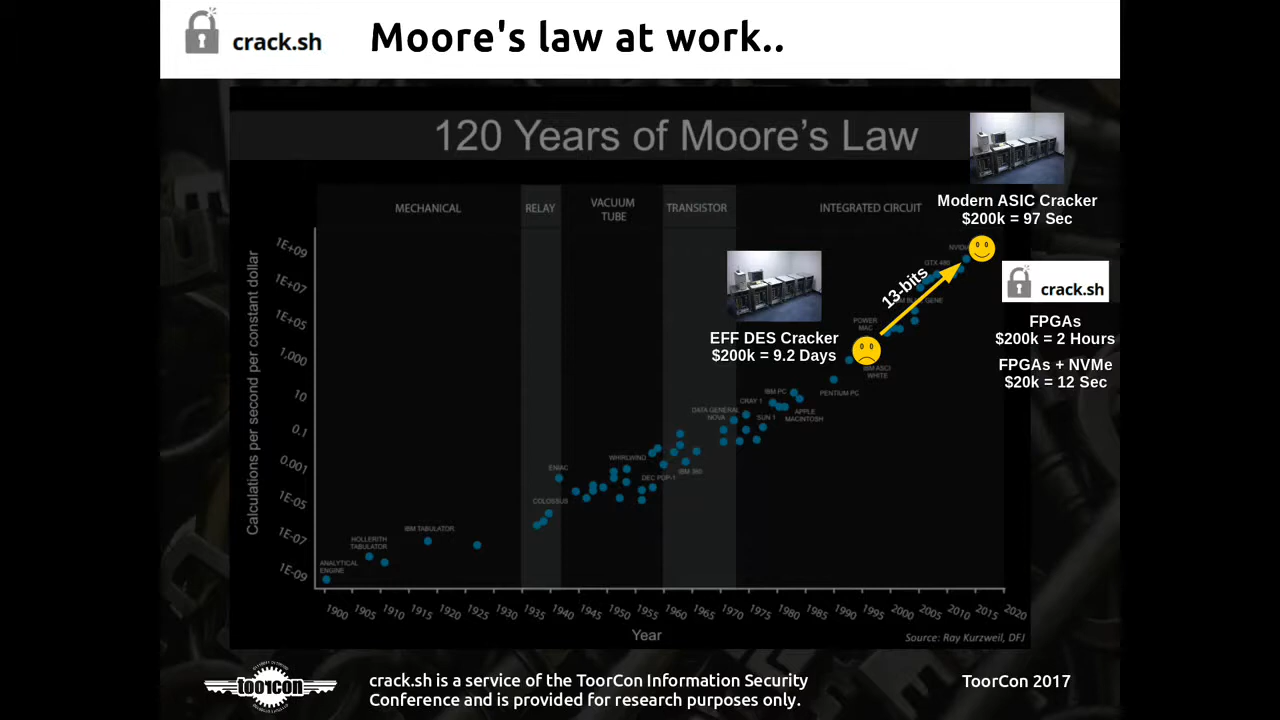 crack.sh
Moore's law at work..
120 Years of Moore's Law
MECHANICAL
RELAY
VACUUM
TUBE
TRANSISTOR
INTEGRATED CIRCUIT
Modern ASIC Cracker
$200k = 97 Sec
EFF DES Cracker
$200k = 9.2 Days
13-bits
crack.sh
FPGAs
$200k = 2 Hours
FPGAs + NVMe
$20k = 12 Sec
Calculations per second per constant dollar
1E+09
1E+07
1E+05
1,000
10
0.1
0.001
1E-05
1E-07
1E-09
GTX 480
POWER
MAC
IBM ASCI
WHITE
PENTIUM PC
IBM PC
CRAY 1
APPLE
MACINTOSH
DATA GENERAL
NOVA
SUN 1
WHIRLWIND
IBM 360
DEC PDP-1
ENIAC
COLOSSUS
IBM TABULATOR
HOLLERITH
TABULATOR
ANALYTICAL
ENGINE
1900 1905 1910 1915 1920 1925 1930 1935 1940 1945 1950 1955 1960 1965 1970 1975 1980 1985 1990 1995 2000 2005 2010 2015 2020
Year
Source: Ray Kurzweil, DFJ
toorcon
crack.sh is a service of the ToorCon Information Security
Conference and is provided for research purposes only.
ToorCon 2017